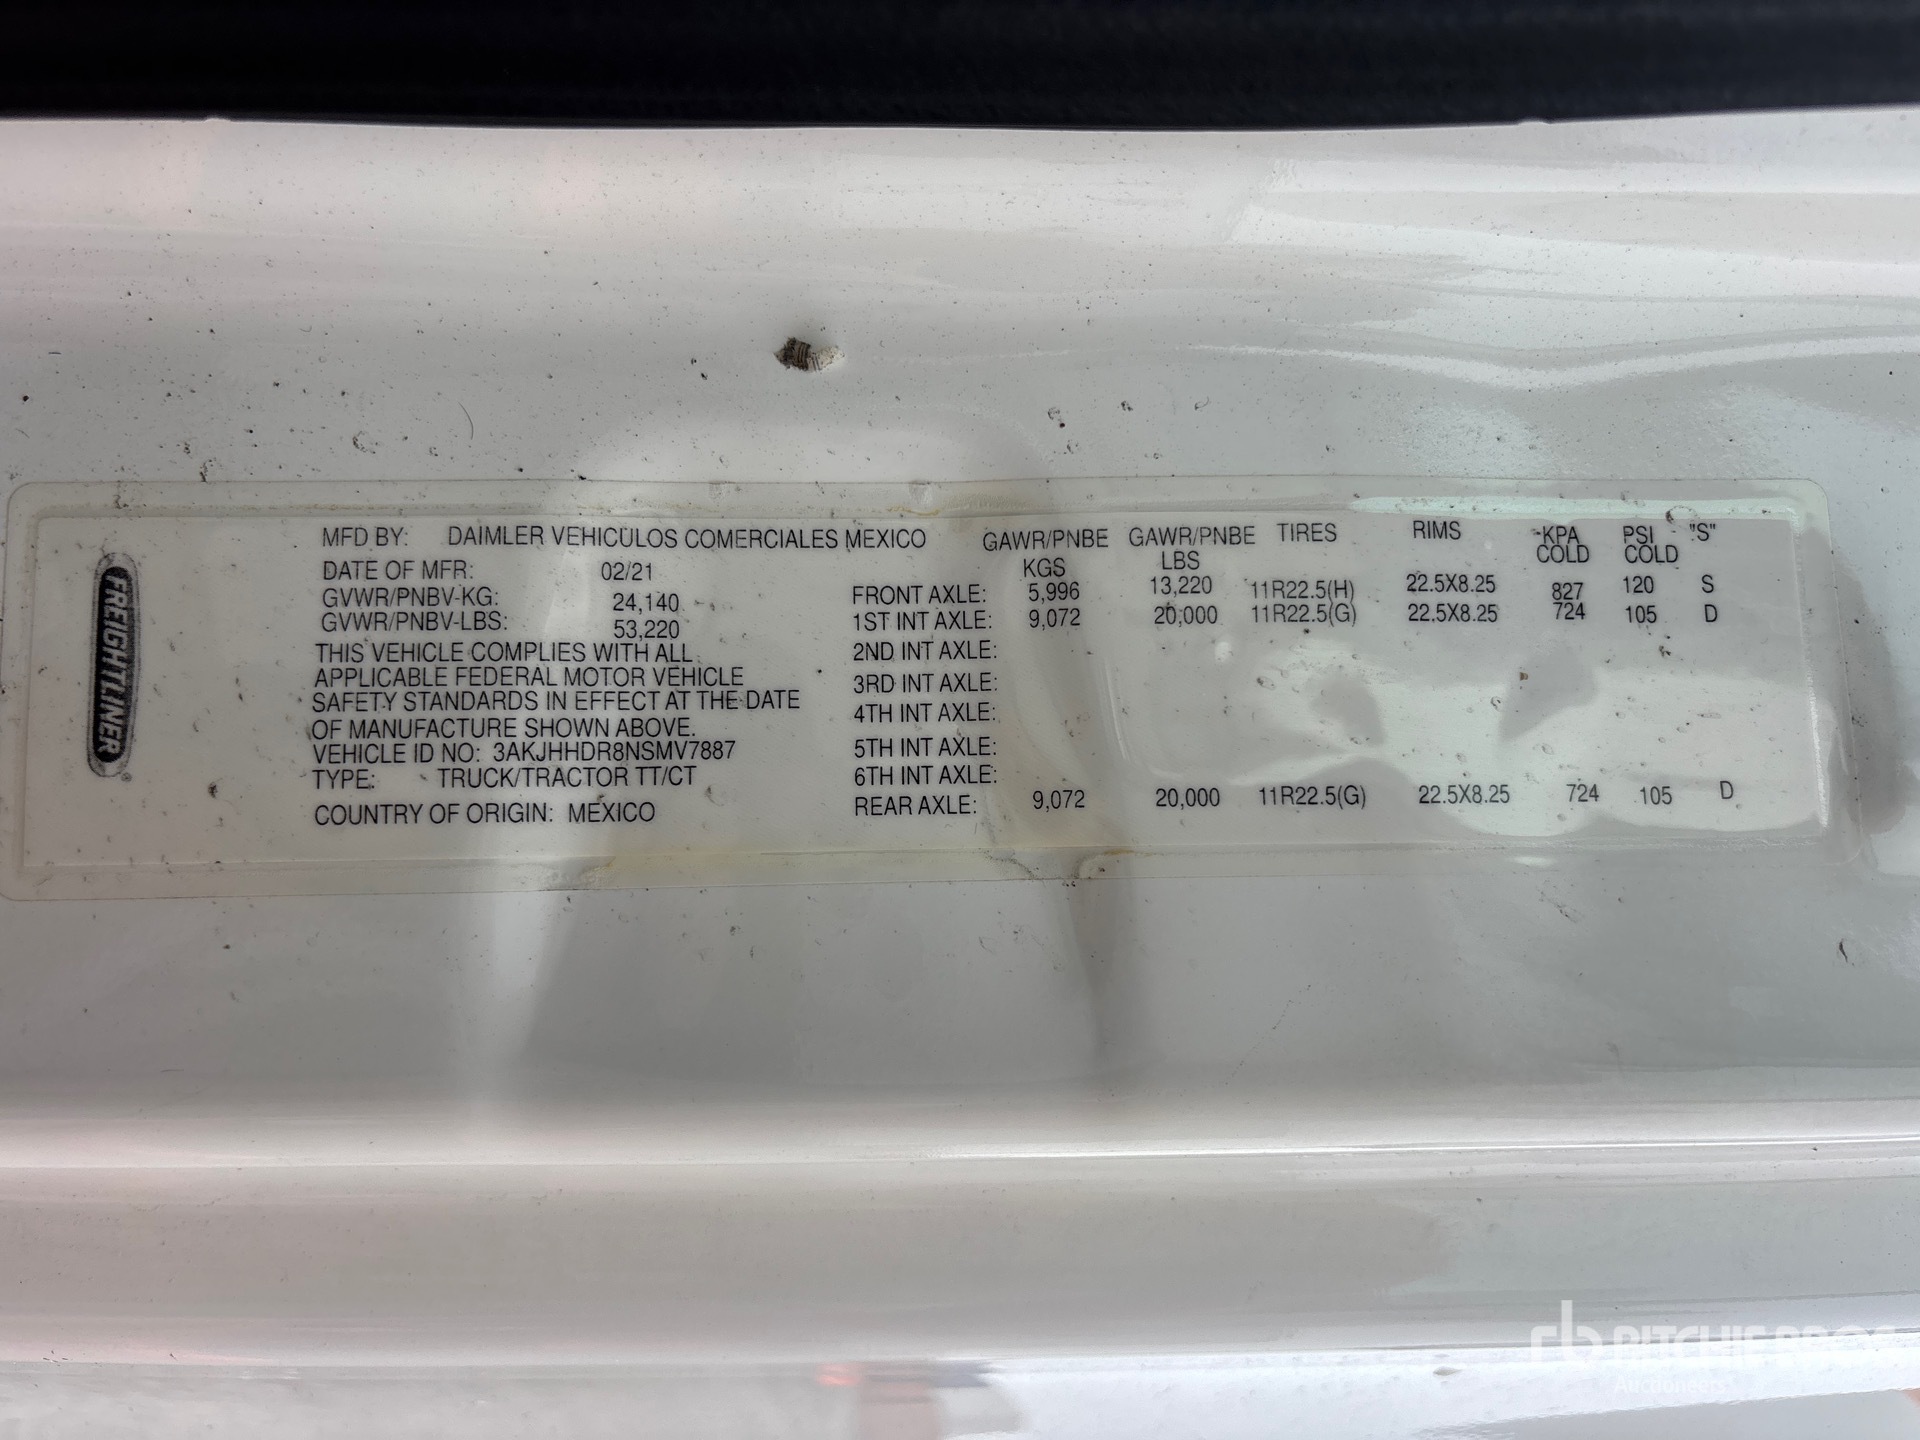 FREIGHTLINER
MFD BY: DAIMLER VEHICULOS COMERCIALES MEXICO
DATE OF MFR: 02/21
GVWR/PNBV-KG: 24,140
GVWR/PNBV-LBS: 53,220
THIS VEHICLE COMPLIES WITH ALL
APPLICABLE FEDERAL MOTOR VEHICLE
SAFETY STANDARDS IN EFFECT AT THE DATE
OF MANUFACTURE SHOWN ABOVE.
VEHICLE ID NO: 3AKJHHDR8NSMV7887
TYPE: TRUCK/TRACTOR TT/CT
COUNTRY OF ORIGIN: MEXICO
GAWR/PNBE GAWR/PNBE TIRES RIMS KPA PSI "S"
KGS LBS COLD COLD
FRONT AXLE: 5,996 13,220 11R22.5(H) 22.5X8.25 827 120 S
1ST INT AXLE: 9,072 20,000 11R22.5(G) 22.5X8.25 724 105 D
2ND INT AXLE:
3RD INT AXLE:
4TH INT AXLE:
5TH INT AXLE:
6TH INT AXLE:
REAR AXLE: 9,072 20,000 11R22.5(G) 22.5X8.25 724 105 D
rb RITCHIE BROS
Auctioneers